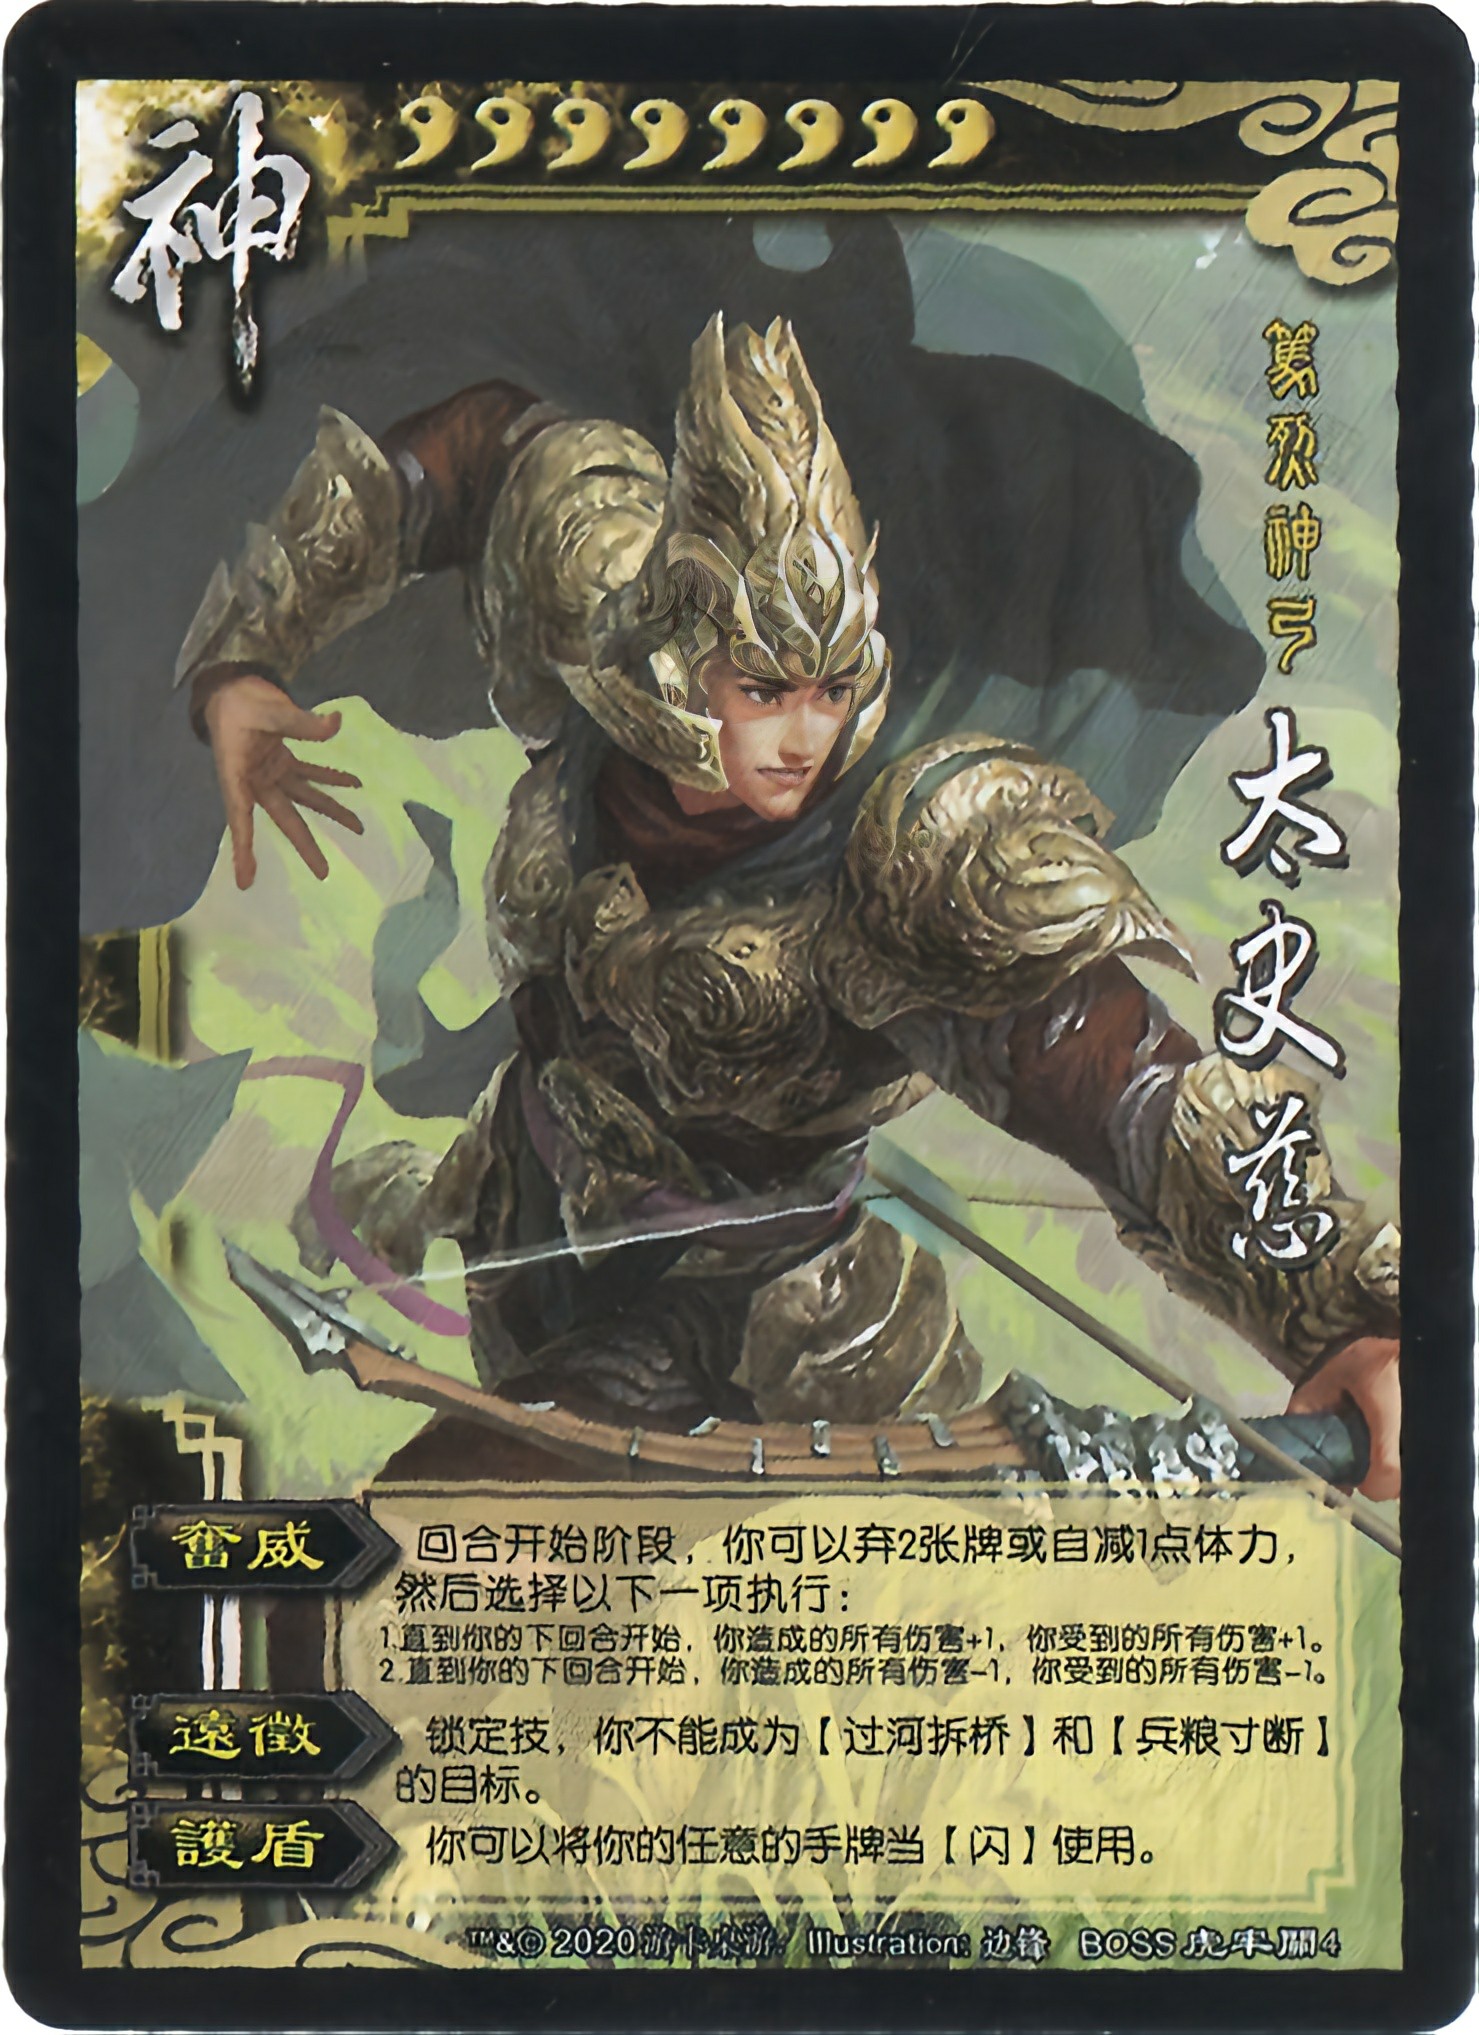 神
篤烈神弓
太史慈
奮威
回合开始阶段，你可以弃2张牌或自减1点体力，
然后选择以下一项执行：
1.直到你的下回合开始，你造成的所有伤害+1，你受到的所有伤害+1。
2.直到你的下回合开始，你造成的所有伤害-1，你受到的所有伤害-1。
遠徵
锁定技，你不能成为【过河拆桥】和【兵粮寸断】
的目标。
護盾
你可以将你的任意的手牌当【闪】使用。
™&© 2020 游卡桌游. Illustration: 边锋 BOSS 虎牢關4